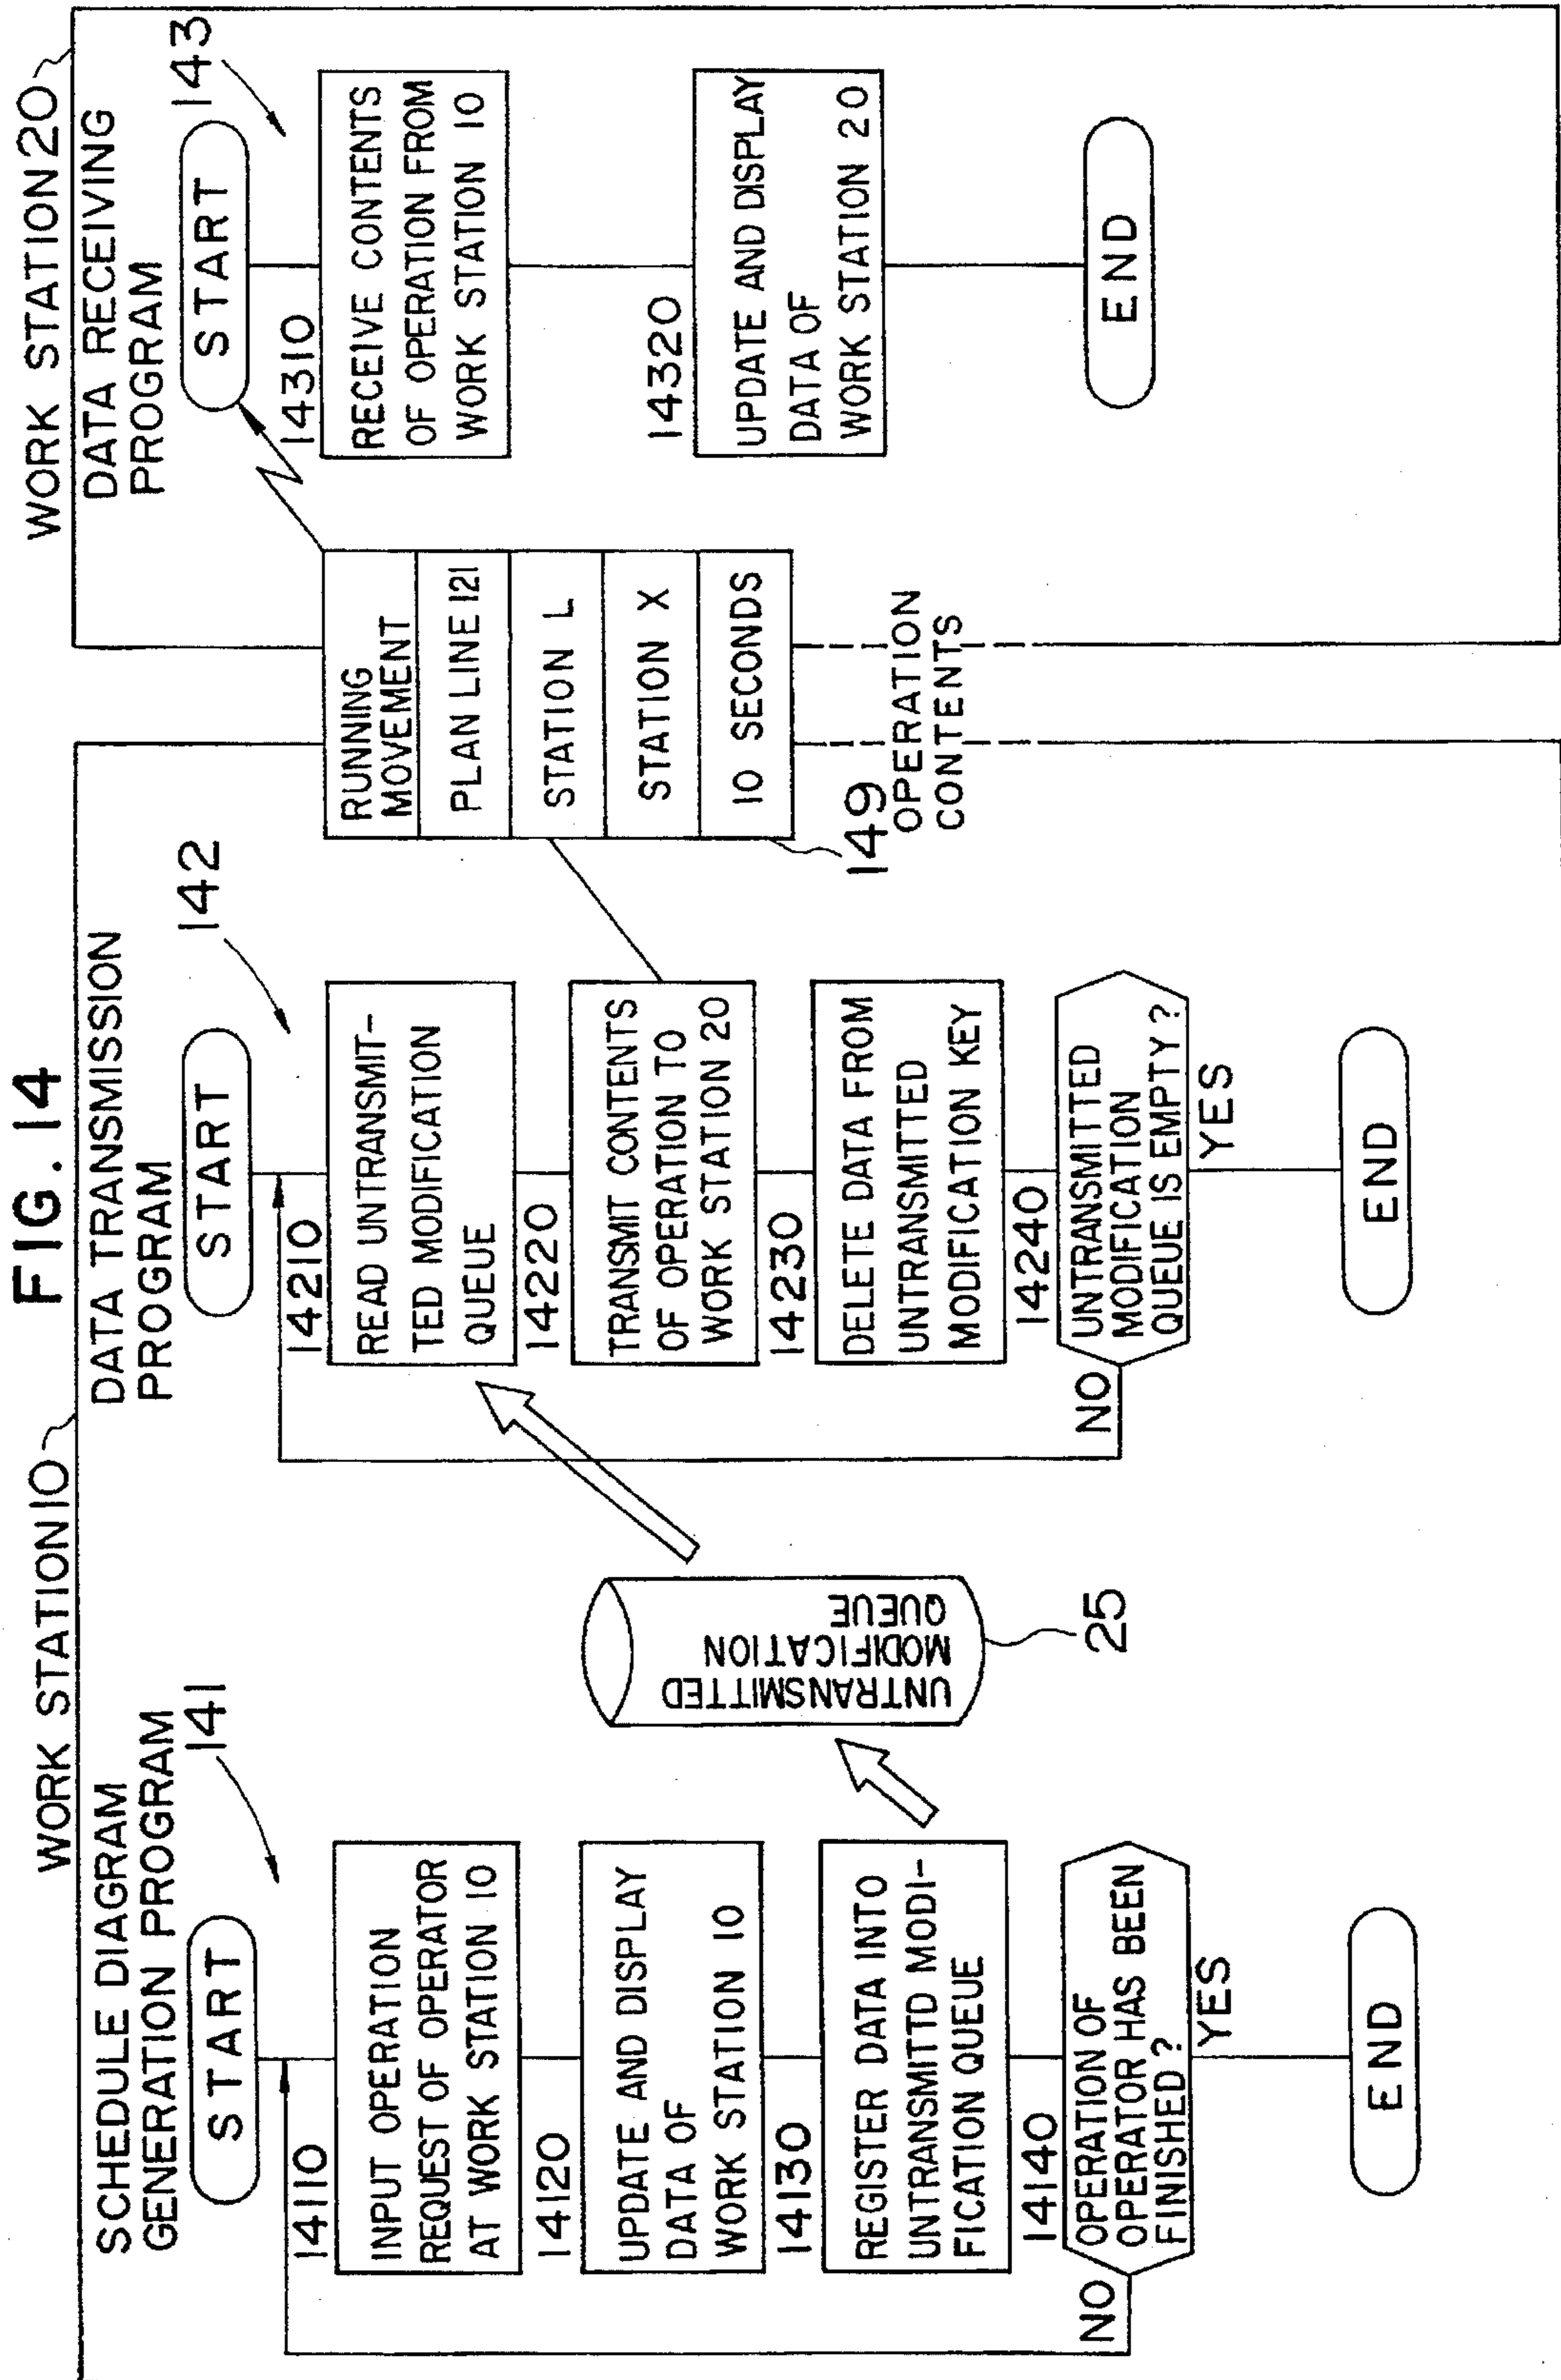 FIG. 14
WORK STATION 10
SCHEDULE DIAGRAM
GENERATION PROGRAM
141
START
14110
INPUT OPERATION
REQUEST OF OPERATOR
AT WORK STATION 10
14120
UPDATE AND DISPLAY
DATA OF
WORK STATION 10
14130
REGISTER DATA INTO
UNTRANSMITTD MODI-
FICATION QUEUE
14140
OPERATION OF
OPERATOR HAS BEEN
FINISHED?
NO
YES
END
UNTRANSMITTED
MODIFICATION
QUEUE
25
DATA TRANSMISSION
PROGRAM
142
START
14210
READ UNTRANSMIT-
TED MODIFICATION
QUEUE
14220
TRANSMIT CONTENTS
OF OPERATION TO
WORK STATION 20
14230
DELETE DATA FROM
UNTRANSMITTED
MODIFICATION KEY
14240
UNTRANSMITTED
MODIFICATION
QUEUE IS EMPTY?
NO
YES
END
RUNNING
MOVEMENT
PLAN LINE 121
STATION L
STATION X
10 SECONDS
149
OPERATION
CONTENTS
WORK STATION 20
DATA RECEIVING
PROGRAM
143
START
14310
RECEIVE CONTENTS
OF OPERATION FROM
WORK STATION 10
14320
UPDATE AND DISPLAY
DATA OF
WORK STATION 20
END